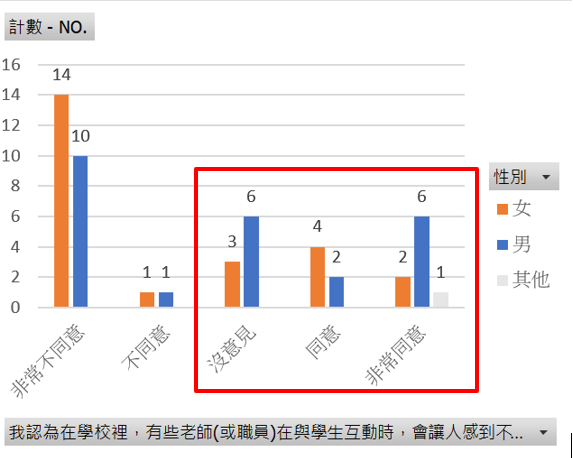 計數 - NO.
16
14
12
10
8
6
4
2
0
14
10
1
1
3
6
4
2
2
6
1
非常不同意
不同意
沒意見
同意
非常同意
性別
女
男
其他
我認為在學校裡，有些老師(或職員)在與學生互動時，會讓人感到不...